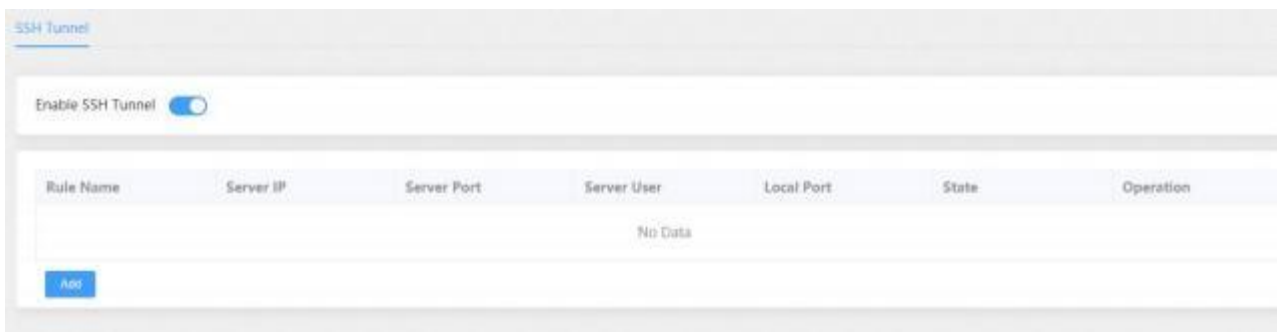 SSH Tunnel
Enable SSH Tunnel
Rule Name Server IP Server Port Server User Local Port State Operation
No Data
Add